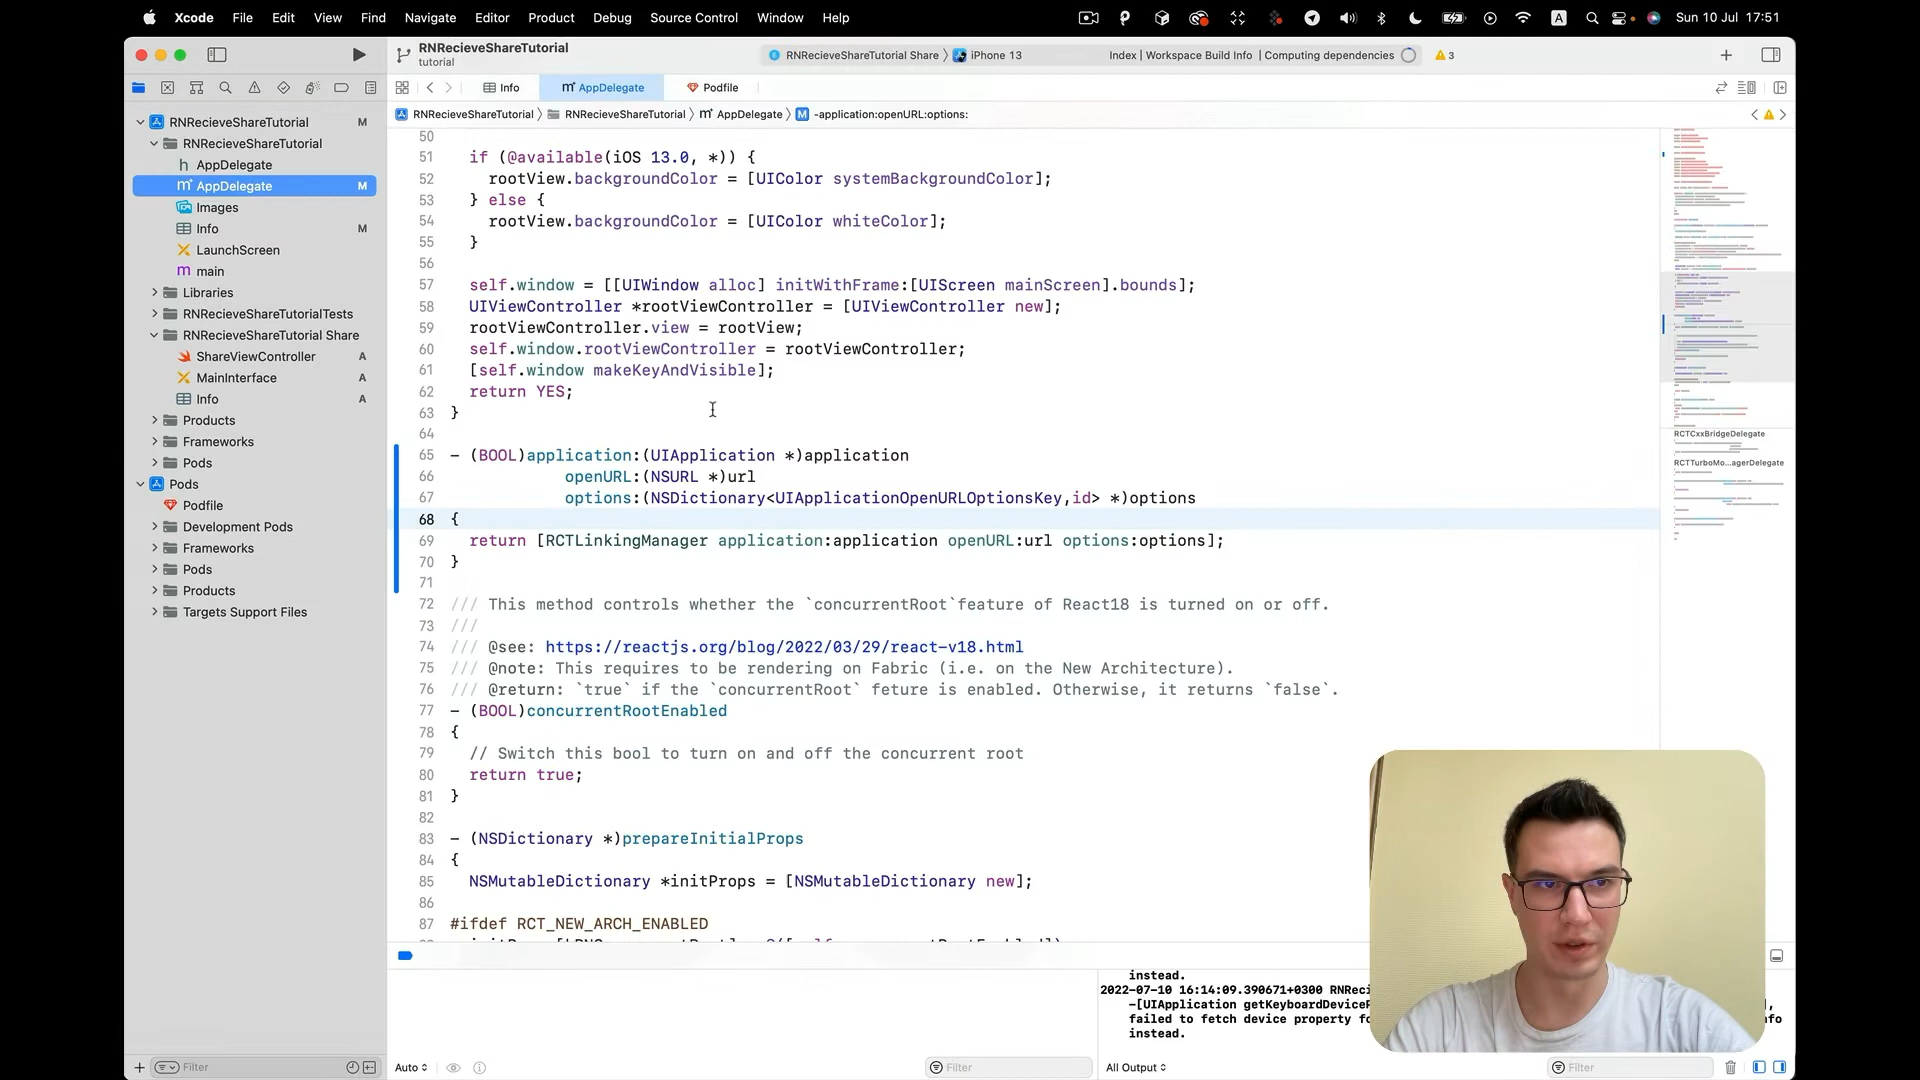 Xcode File Edit View Find Navigate Editor Product Debug Source Control Window Help
A
Sun 10 Jul 17:51
RNRecieveShareTutorial
tutorial
RNRecieveShareTutorial Share iPhone 13
Index | Workspace Build Info | Computing dependencies
3
Info
AppDelegate
Podfile
RNRecieveShareTutorial RNRecieveShareTutorial AppDelegate M -application:openURL:options:
RNRecieveShareTutorial M
RNRecieveShareTutorial
h AppDelegate
m AppDelegate M
Images
Info M
LaunchScreen
m main
Libraries
RNRecieveShareTutorialTests
RNRecieveShareTutorial Share
ShareViewController A
MainInterface A
Info A
Products
Frameworks
Pods
Pods
Podfile
Development Pods
Frameworks
Pods
Products
Targets Support Files
Filter
50
51 if (@available(iOS 13.0, *)) {
52 rootView.backgroundColor = [UIColor systemBackgroundColor];
53 } else {
54 rootView.backgroundColor = [UIColor whiteColor];
55 }
56
57 self.window = [[UIWindow alloc] initWithFrame:[UIScreen mainScreen].bounds];
58 UIViewController *rootViewController = [UIViewController new];
59 rootViewController.view = rootView;
60 self.window.rootViewController = rootViewController;
61 [self.window makeKeyAndVisible];
62 return YES;
63 }
64
65 - (BOOL)application:(UIApplication *)application
66 openURL:(NSURL *)url
67 options:(NSDictionary<UIApplicationOpenURLOptionsKey,id> *)options
68 {
69 return [RCTLinkingManager application:application openURL:url options:options];
70 }
71
72 /// This method controls whether the `concurrentRoot`feature of React18 is turned on or off.
73 ///
74 /// @see: https://reactjs.org/blog/2022/03/29/react-v18.html
75 /// @note: This requires to be rendering on Fabric (i.e. on the New Architecture).
76 /// @return: `true` if the `concurrentRoot` feture is enabled. Otherwise, it returns `false`.
77 - (BOOL)concurrentRootEnabled
78 {
79 // Switch this bool to turn on and off the concurrent root
80 return true;
81 }
82
83 - (NSDictionary *)prepareInitialProps
84 {
85 NSMutableDictionary *initProps = [NSMutableDictionary new];
86
87 #ifdef RCT_NEW_ARCH_ENABLED
RCTCxxBridgeDelegate
RCTTurboMo...agerDelegate
instead.
2022-07-10 16:14:09.390671+0300 RNReci
-[UIApplication getKeyboardDeviceP
failed to fetch device property fo
instead.
Auto
Filter
All Output
Filter